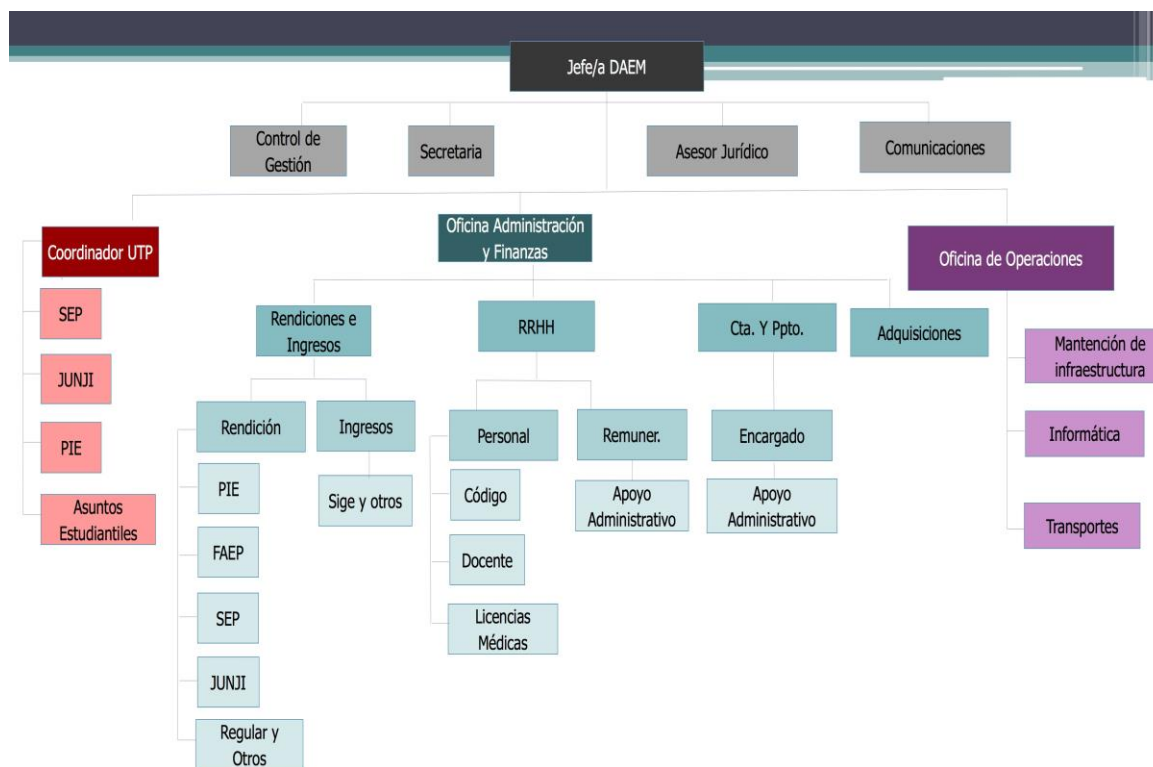 Jefe/a DAEM
Control de
Gestión
Secretaria
Asesor Jurídico
Comunicaciones
Coordinador UTP
SEP
JUNJI
PIE
Asuntos
Estudiantiles
Oficina Administración
y Finanzas
Rendiciones e
Ingresos
RRHH
Cta. Y Ppto.
Adquisiciones
Rendición
Ingresos
Personal
Remuner.
Encargado
PIE
FAEP
SEP
JUNJI
Regular y
Otros
Sige y otros
Código
Docente
Licencias
Médicas
Apoyo
Administrativo
Apoyo
Administrativo
Oficina de Operaciones
Mantención de
infraestructura
Informática
Transportes